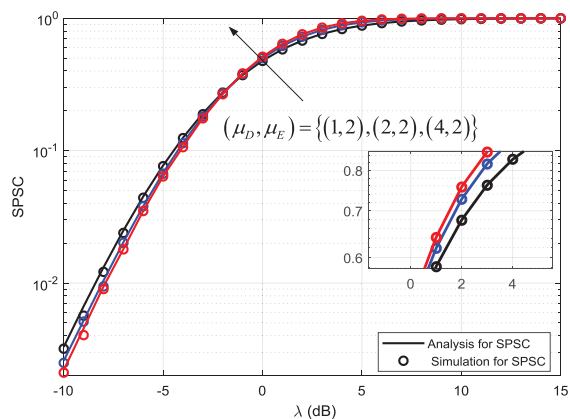 10^0
10^-1
10^-2
SPSC
(μ_D, μ_E) = {(1,2), (2,2), (4,2)}
0.8
0.7
0.6
0 2 4
Analysis for SPSC
Simulation for SPSC
-10 -5 0 5 10 15
λ (dB)